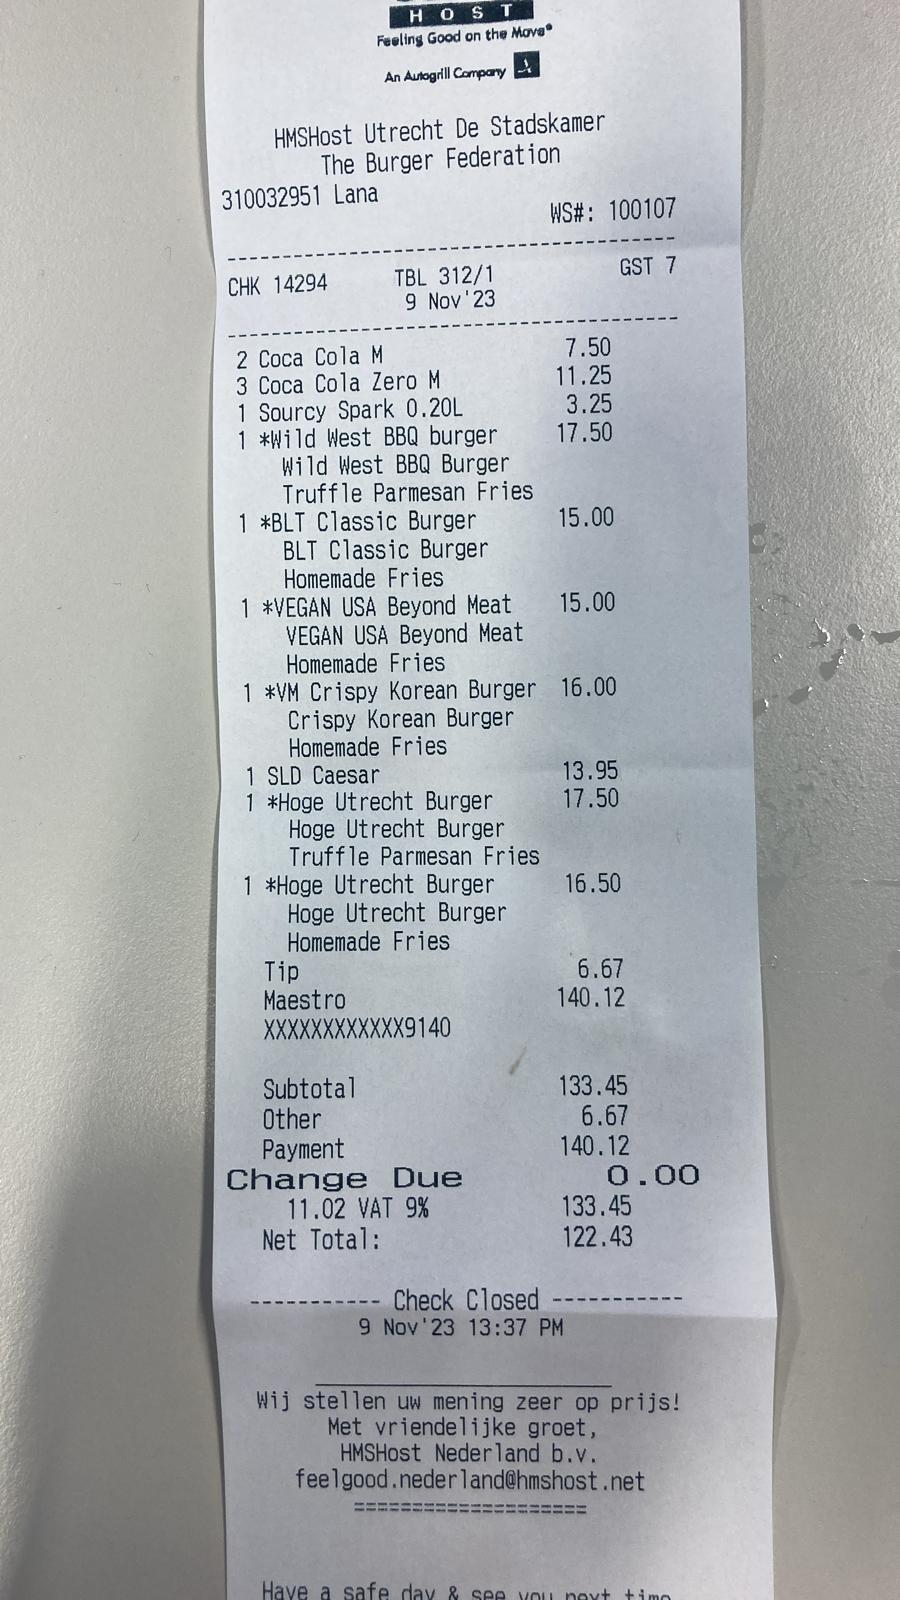 HOST
Feeling Good on the Move®
An Autogrill Company
HMSHost Utrecht De Stadskamer
The Burger Federation
310032951 Lana
WS#: 100107
--------------------------------
CHK 14294 TBL 312/1 GST 7
9 Nov'23
--------------------------------
2 Coca Cola M 7.50
3 Coca Cola Zero M 11.25
1 Sourcy Spark 0.20L 3.25
1 *Wild West BBQ burger 17.50
Wild West BBQ Burger
Truffle Parmesan Fries
1 *BLT Classic Burger 15.00
BLT Classic Burger
Homemade Fries
1 *VEGAN USA Beyond Meat 15.00
VEGAN USA Beyond Meat
Homemade Fries
1 *VM Crispy Korean Burger 16.00
Crispy Korean Burger
Homemade Fries
1 SLD Caesar 13.95
1 *Hoge Utrecht Burger 17.50
Hoge Utrecht Burger
Truffle Parmesan Fries
1 *Hoge Utrecht Burger 16.50
Hoge Utrecht Burger
Homemade Fries
Tip 6.67
Maestro 140.12
XXXXXXXXXXXX9140
Subtotal 133.45
Other 6.67
Payment 140.12
Change Due 0.00
11.02 VAT 9% 133.45
Net Total: 122.43
----------- Check Closed -----------
9 Nov'23 13:37 PM
Wij stellen uw mening zeer op prijs!
Met vriendelijke groet,
HMSHost Nederland b.v.
feelgood.nederland@hmshost.net
====================
Have a safe day & see you next time